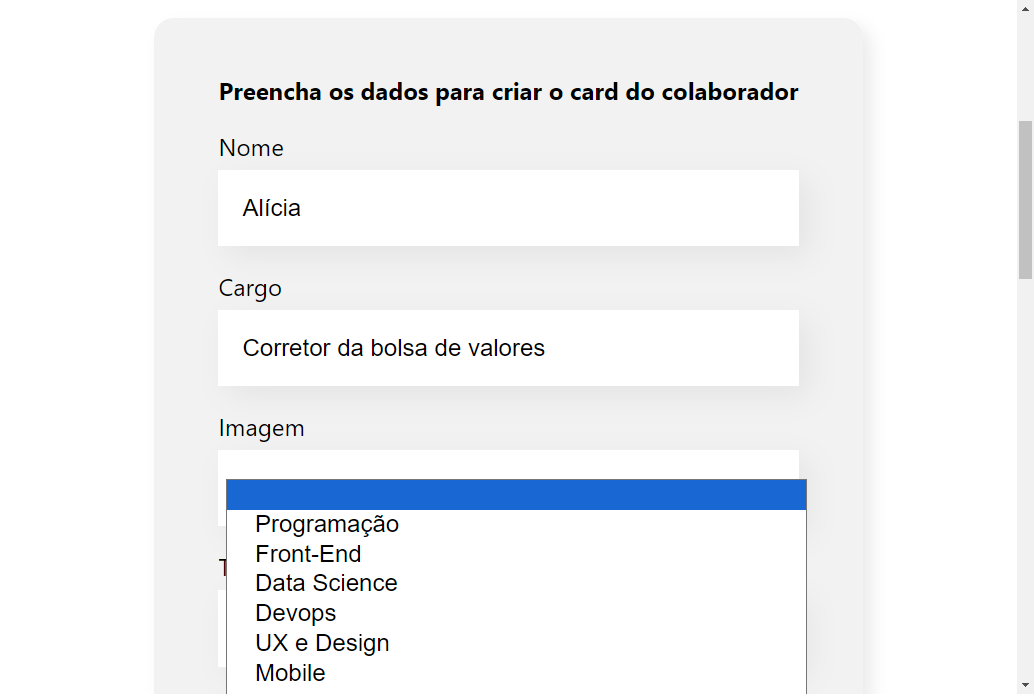 Preencha os dados para criar o card do colaborador
Nome
Alícia
Cargo
Corretor da bolsa de valores
Imagem
Programação
Front-End
Data Science
Devops
UX e Design
Mobile